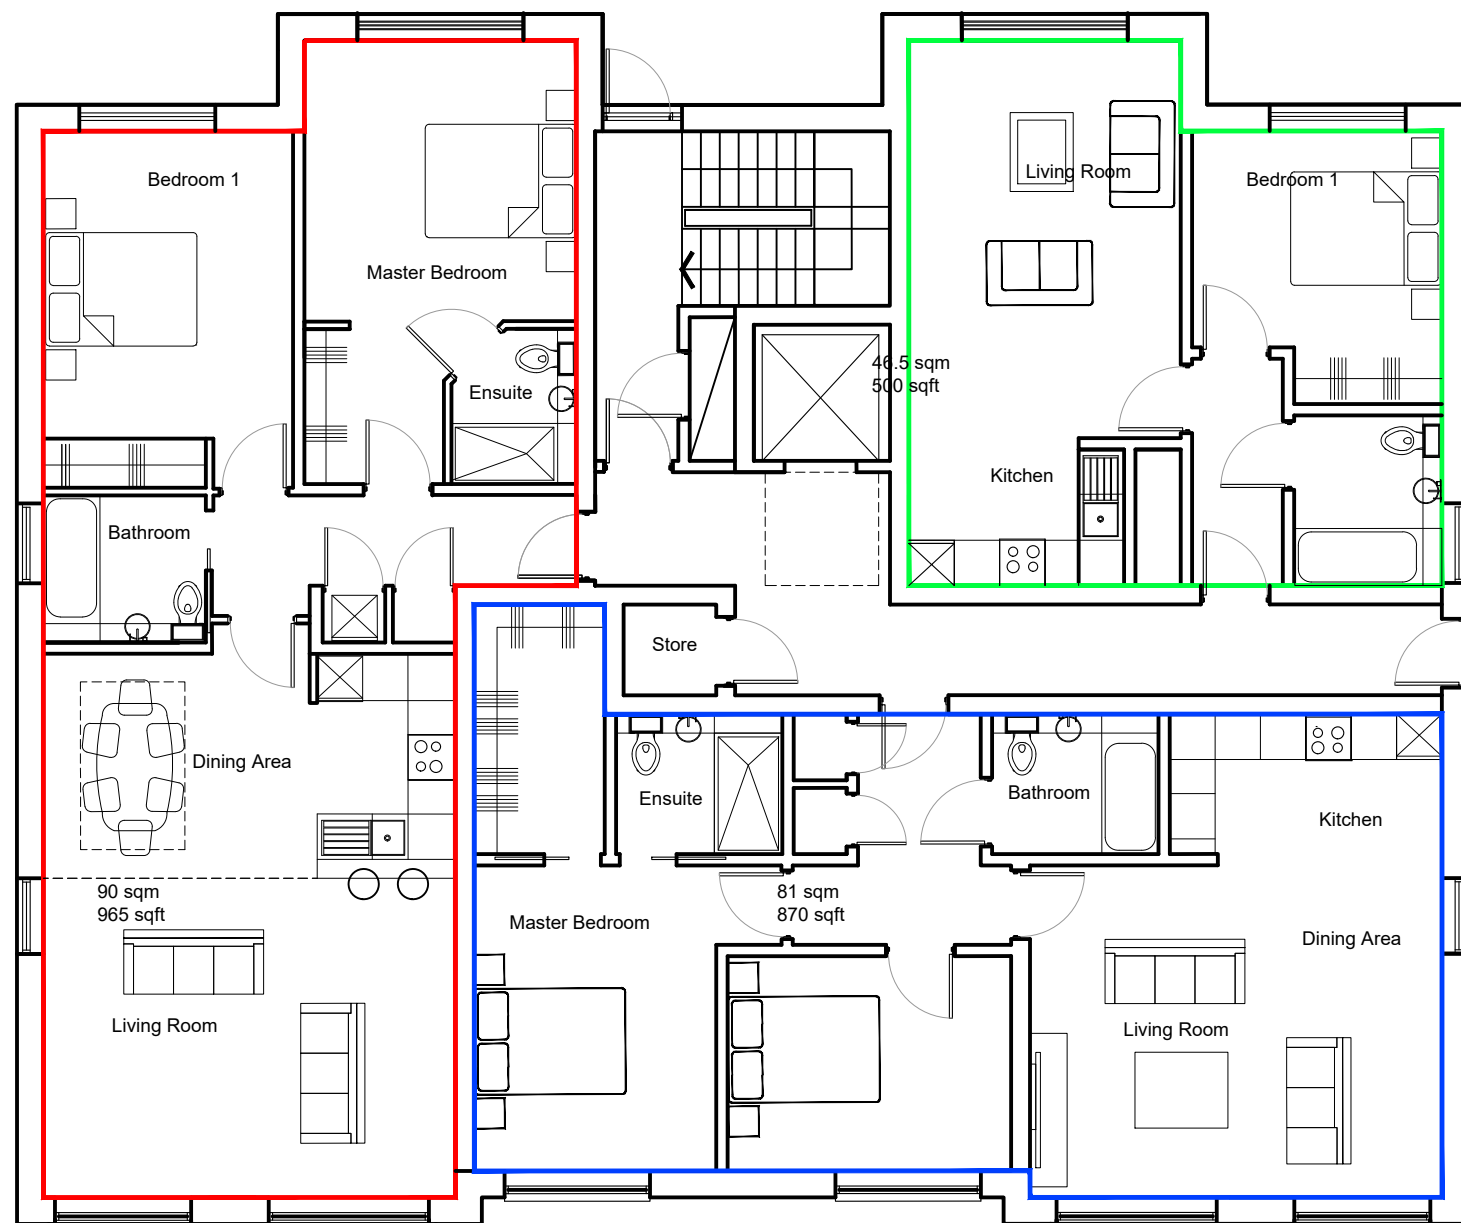 Bedroom 1
Master Bedroom
Ensuite
Bathroom
Dining Area
90 sqm
965 sqft
Living Room
Living Room
Bedroom 1
46.5 sqm
500 sqft
Kitchen
Store
Ensuite
Master Bedroom
81 sqm
870 sqft
Bathroom
Kitchen
Dining Area
Living Room